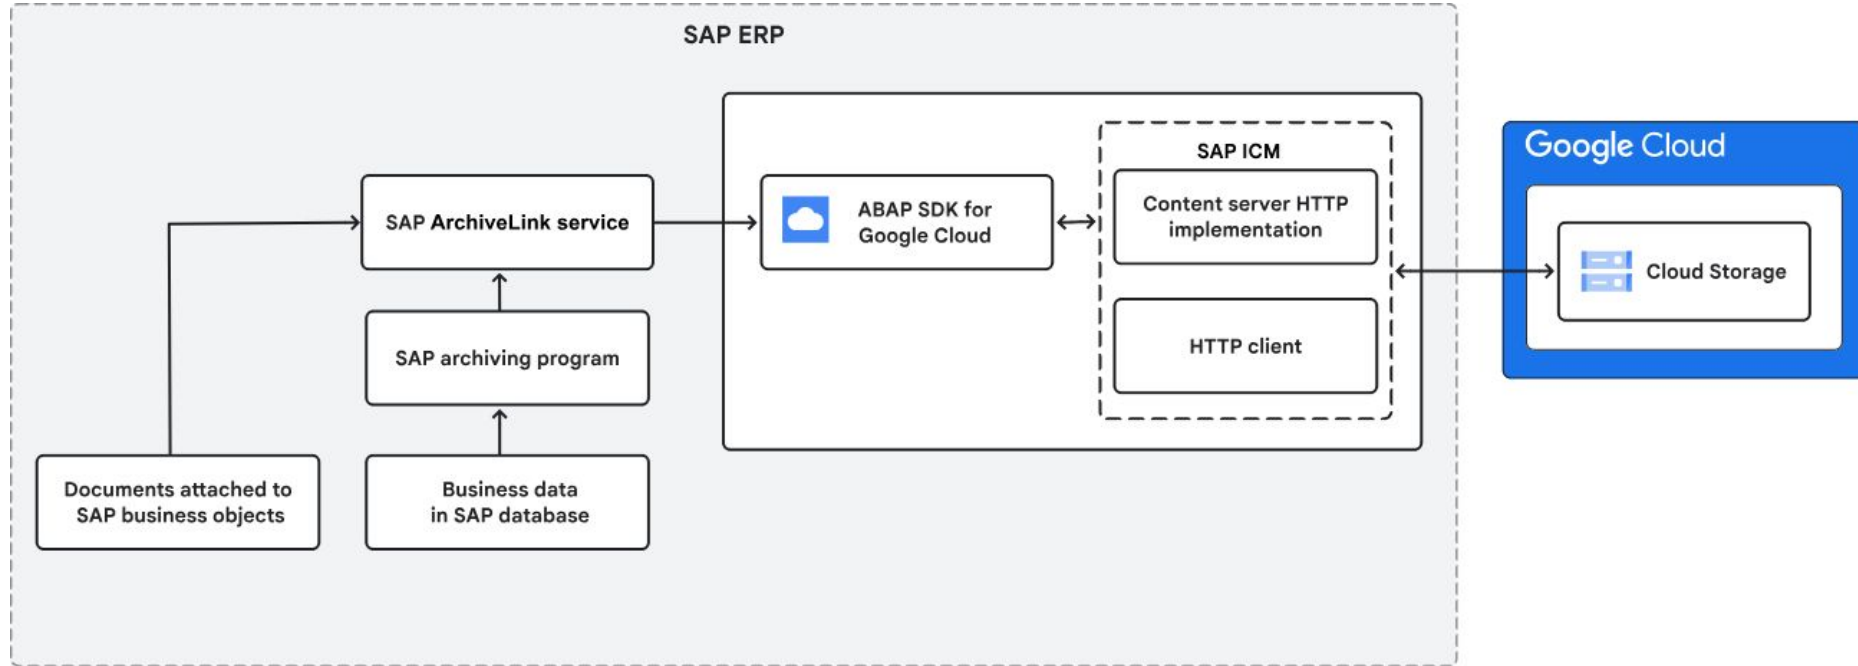 SAP ERP
SAP ICM
Google Cloud
SAP ArchiveLink service
ABAP SDK for
Google Cloud
Content server HTTP
implementation
Cloud Storage
SAP archiving program
HTTP client
Documents attached to
SAP business objects
Business data
in SAP database